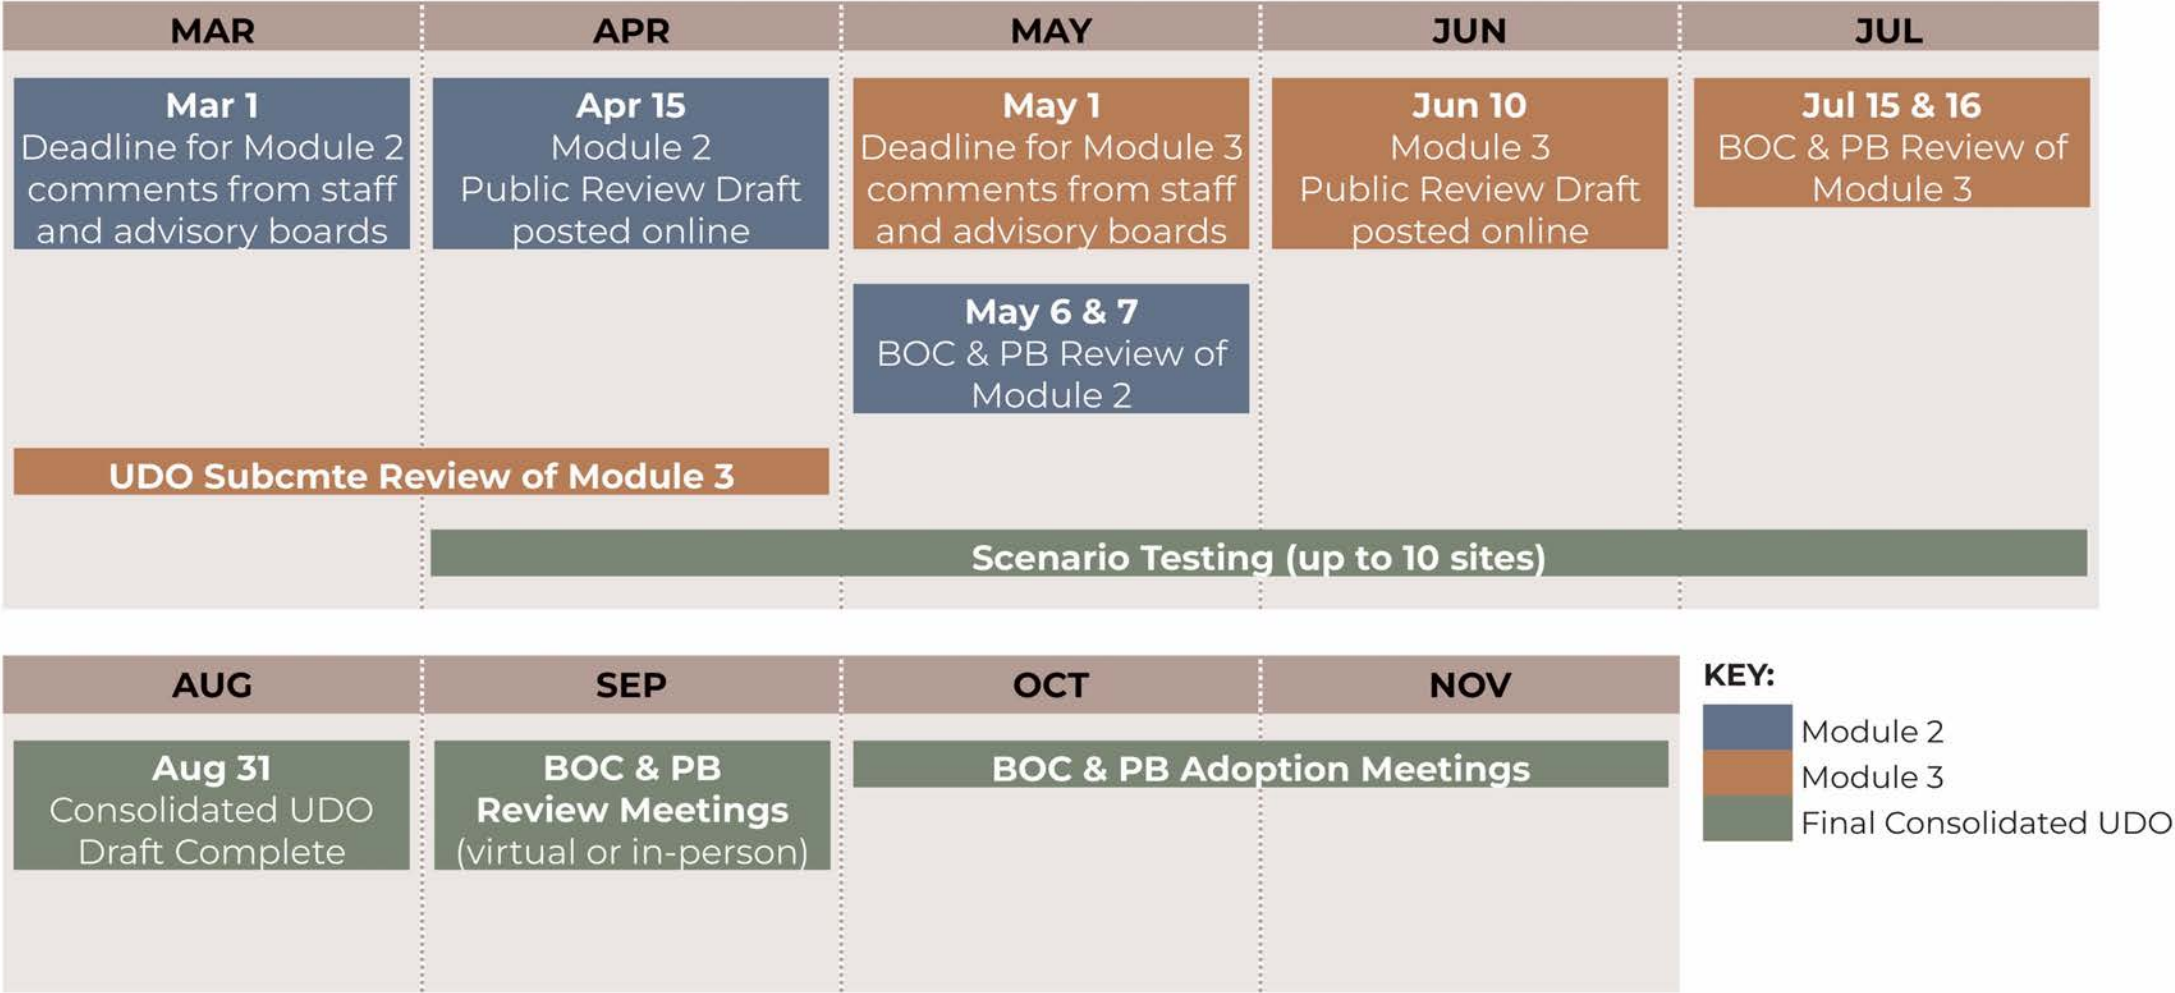 MAR
APR
MAY
JUN
JUL
Mar 1
Deadline for Module 2
comments from staff
and advisory boards
Apr 15
Module 2
Public Review Draft
posted online
May 1
Deadline for Module 3
comments from staff
and advisory boards
Jun 10
Module 3
Public Review Draft
posted online
Jul 15 & 16
BOC & PB Review of
Module 3
May 6 & 7
BOC & PB Review of
Module 2
UDO Subcmte Review of Module 3
Scenario Testing (up to 10 sites)
AUG
SEP
OCT
NOV
Aug 31
Consolidated UDO
Draft Complete
BOC & PB
Review Meetings
(virtual or in-person)
BOC & PB Adoption Meetings
KEY:
Module 2
Module 3
Final Consolidated UDO